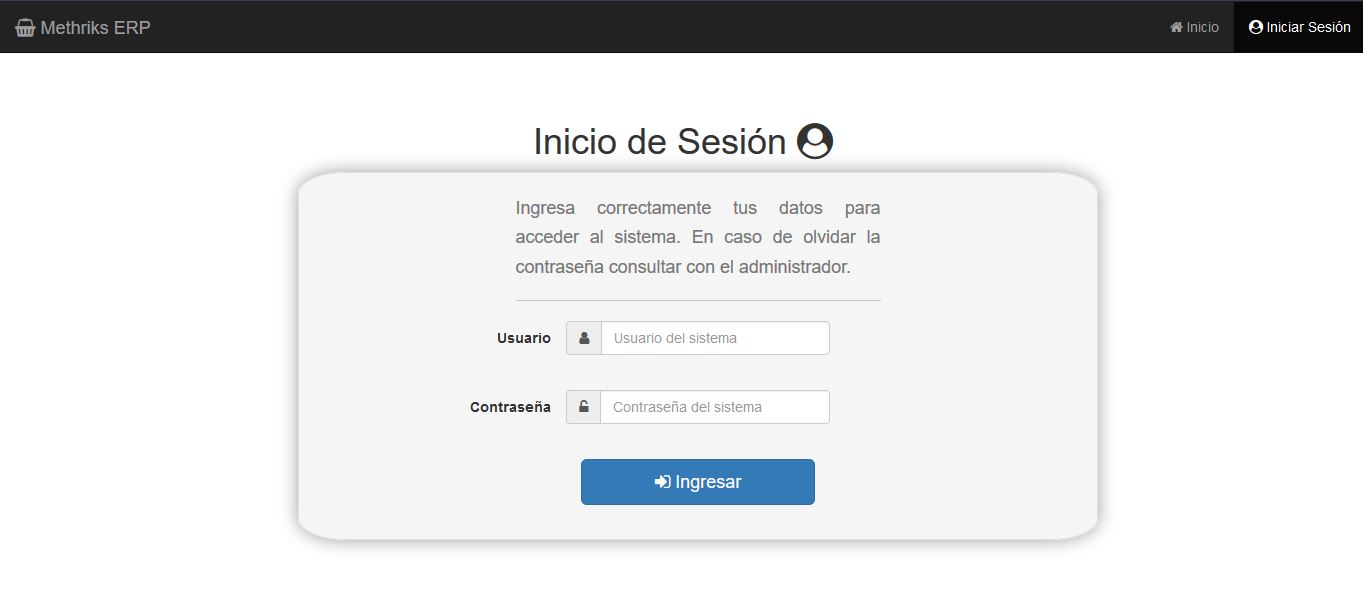 Methriks ERP
Inicio
Iniciar Sesión
Inicio de Sesión
Ingresa correctamente tus datos para
acceder al sistema. En caso de olvidar la
contraseña consultar con el administrador.
Usuario
Usuario del sistema
Contraseña
Contraseña del sistema
Ingresar